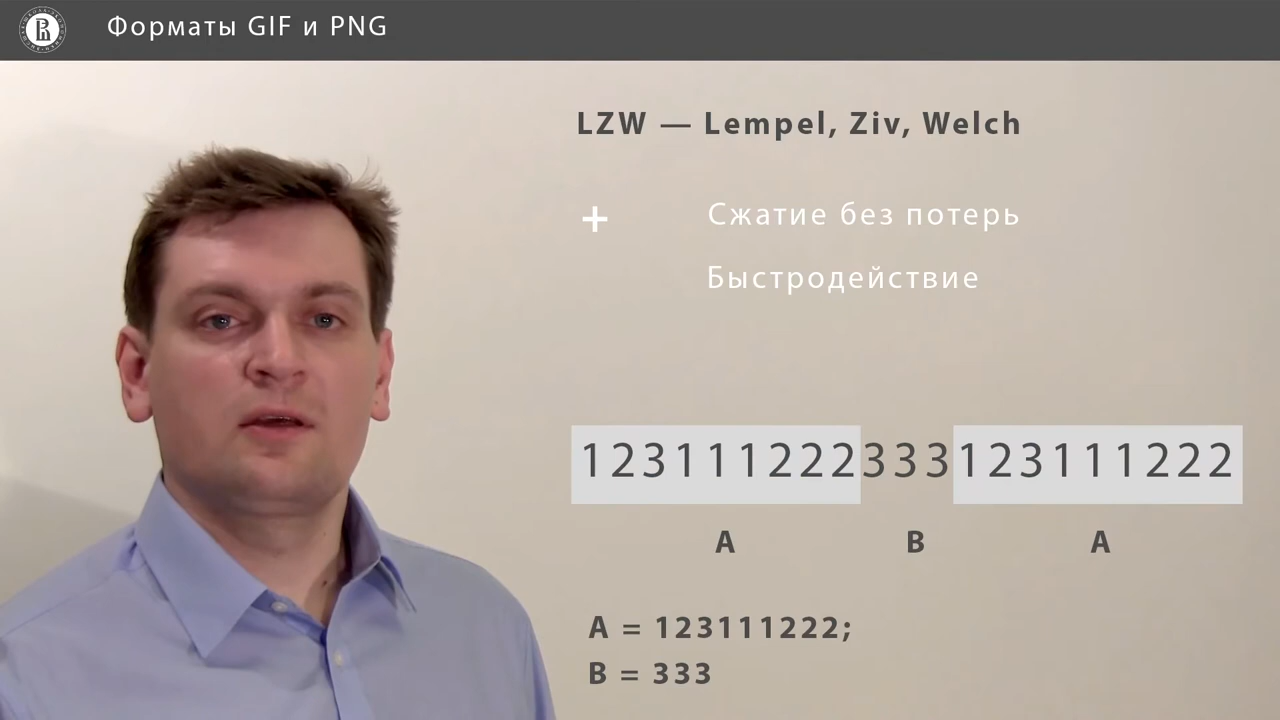 Форматы GIF и PNG
LZW — Lempel, Ziv, Welch
+ Сжатие без потерь
Быстродействие
123111222333123111222
A B A
A = 123111222;
B = 333